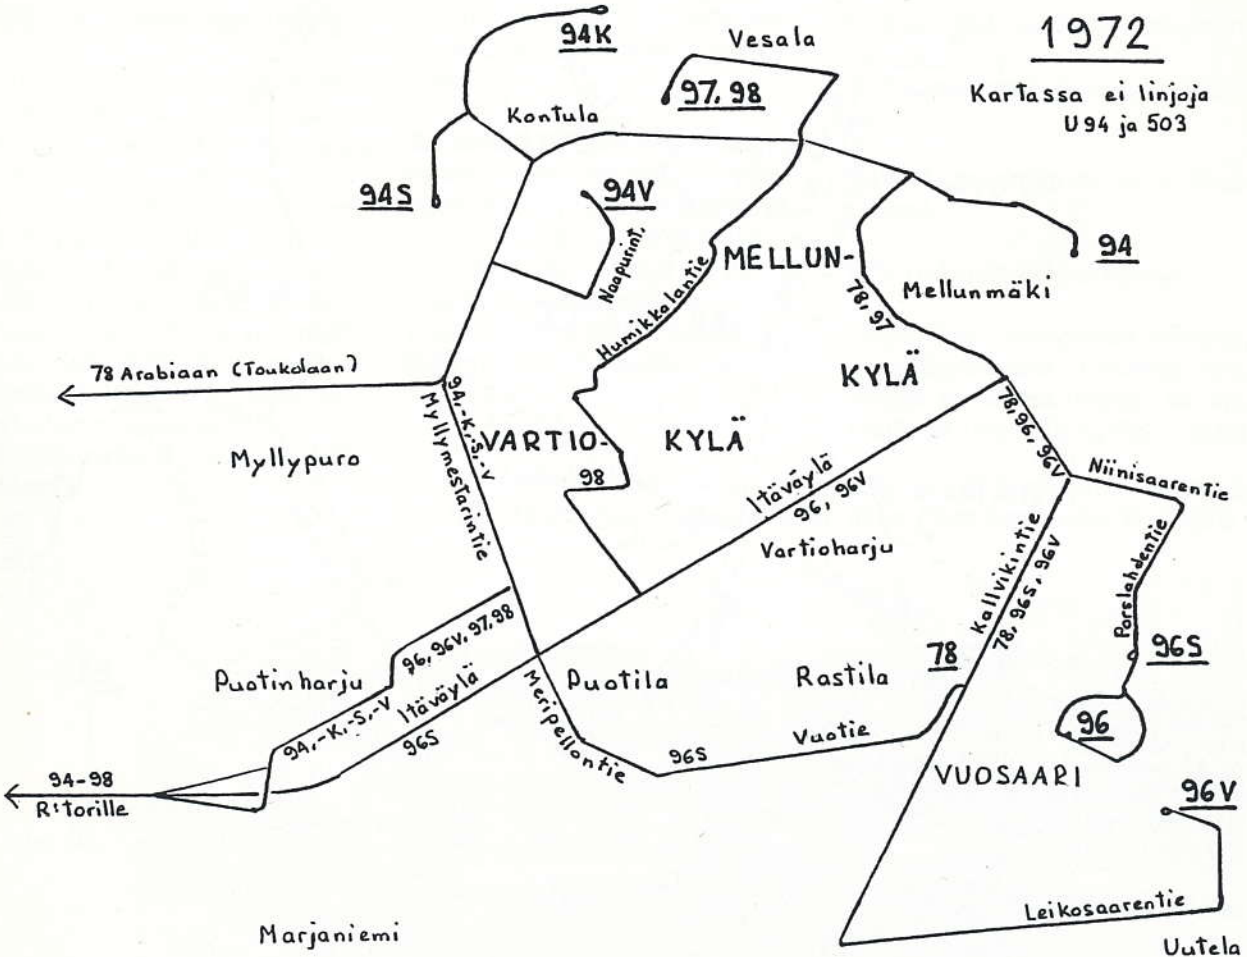 94K
Vesala
1972
Kartassa ei linjoja
U94 ja 503
97, 98
Kontula
94S
94V
Naapurint.
Humikkalantie
MELLUN-
KYLÄ
94
Mellunmäki
78, 97
78 Arabiaan (Toukolaan)
94,-K,-S,-V
Myllymestarintie
VARTIO-
KYLÄ
Myllypuro
98
Itäväylä
96, 96V
78, 96, 96V
Niinisaarentie
Vartioharju
Kallvikintie
78, 96S, 96V
Porslahdentie
96S
96, 96V, 97, 98
Puotinharju
Itäväylä
94,-K,-S,-V
96S
Meripellontie
Puotila
Rastila
78
96S
Vuotie
96
VUOSAARI
94-98
R:torille
96V
Leikosaarentie
Marjaniemi
Uutela